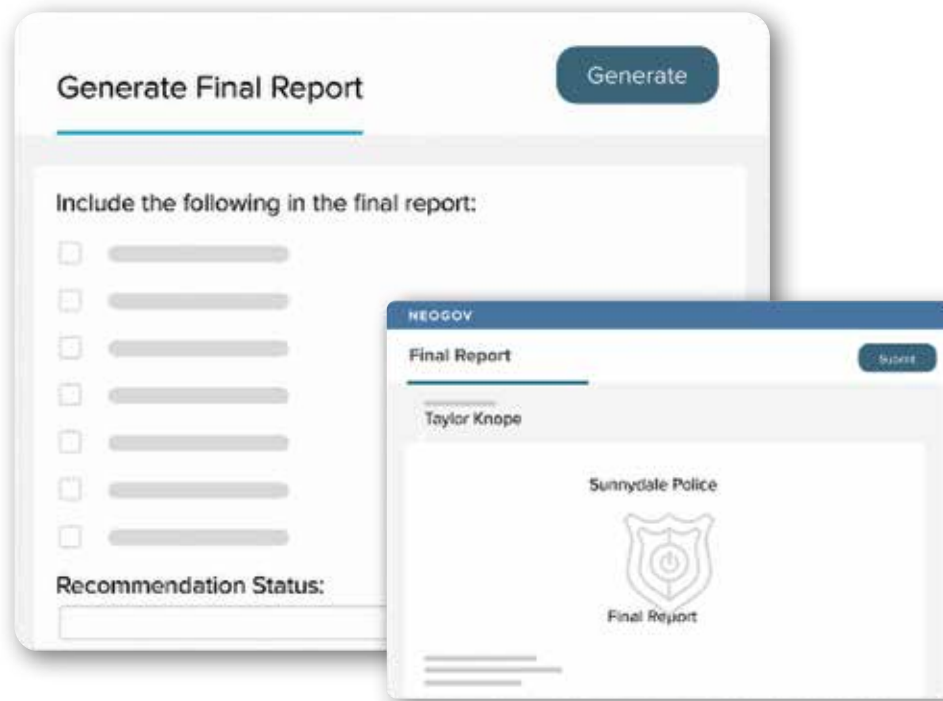 Generate Final Report
Generate
Include the following in the final report:
Recommendation Status:
NEOGOV
Final Report
Submit
Taylor Knope
Sunnydale Police
Final Report